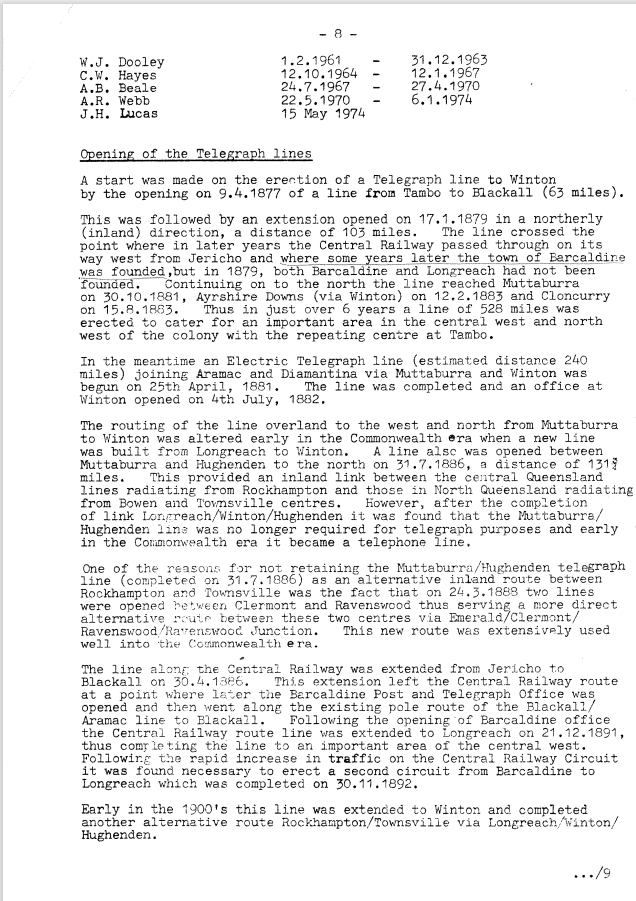 - 8 -
W.J. Dooley 1.2.1961 - 31.12.1963
C.W. Hayes 12.10.1964 - 12.1.1967
A.B. Beale 24.7.1967 - 27.4.1970
A.R. Webb 22.5.1970 - 6.1.1974
J.H. Lucas 15 May 1974
Opening of the Telegraph lines
A start was made on the erection of a Telegraph line to Winton
by the opening on 9.4.1877 of a line from Tambo to Blackall (63 miles).
This was followed by an extension opened on 17.1.1879 in a northerly
(inland) direction, a distance of 103 miles. The line crossed the
point where in later years the Central Railway passed through on its
way west from Jericho and where some years later the town of Barcaldine
was founded,but in 1879, both Barcaldine and Longreach had not been
founded. Continuing on to the north the line reached Muttaburra
on 30.10.1881, Ayrshire Downs (via Winton) on 12.2.1883 and Cloncurry
on 15.8.1883. Thus in just over 6 years a line of 528 miles was
erected to cater for an important area in the central west and north
west of the colony with the repeating centre at Tambo.
In the meantime an Electric Telegraph line (estimated distance 240
miles) joining Aramac and Diamantina via Muttaburra and Winton was
begun on 25th April, 1881. The line was completed and an office at
Winton opened on 4th July, 1882.
The routing of the line overland to the west and north from Muttaburra
to Winton was altered early in the Commonwealth era when a new line
was built from Longreach to Winton. A line also was opened between
Muttaburra and Hughenden to the north on 31.7.1886, a distance of
miles. This provided an inland link between the central Queensland
lines radiating from Rockhampton and those in North Queensland radiating
from Bowen and Townsville centres. However, after the completion
of link Longreach/Winton/Hughenden it was found that the Muttaburra/
Hughenden line was no longer required for telegraph purposes and early
in the Commonwealth era it became a telephone line.
One of the reasons for not retaining the Muttaburra/Hughenden telegraph
line (completed on 31.7.1886) as an alternative inland route between
Rockhampton and Townsville was the fact that on 24.3.1888 two lines
were opened between Clermont and Ravenswood thus serving a more direct
alternative route between these two centres via Emerald/Clermont/
Ravenswood/Ravenswood Junction. This new route was extensively used
well into the Commonwealth era.
The line along the Central Railway was extended from Jericho to
Blackall on 30.4.1886. This extension left the Central Railway route
at a point where later the Barcaldine Post and Telegraph Office was
opened and then went along the existing pole route of the Blackall/
Aramac line to Blackall. Following the opening of Barcaldine office
the Central Railway route line was extended to Longreach on 21.12.1891,
thus completing the line to an important area of the central west.
Following the rapid increase in traffic on the Central Railway Circuit
it was found necessary to erect a second circuit from Barcaldine to
Longreach which was completed on 30.11.1892.
Early in the 1900's this line was extended to Winton and completed
another alternative route Rockhampton/Townsville via Longreach/Winton/
Hughenden.
.../9